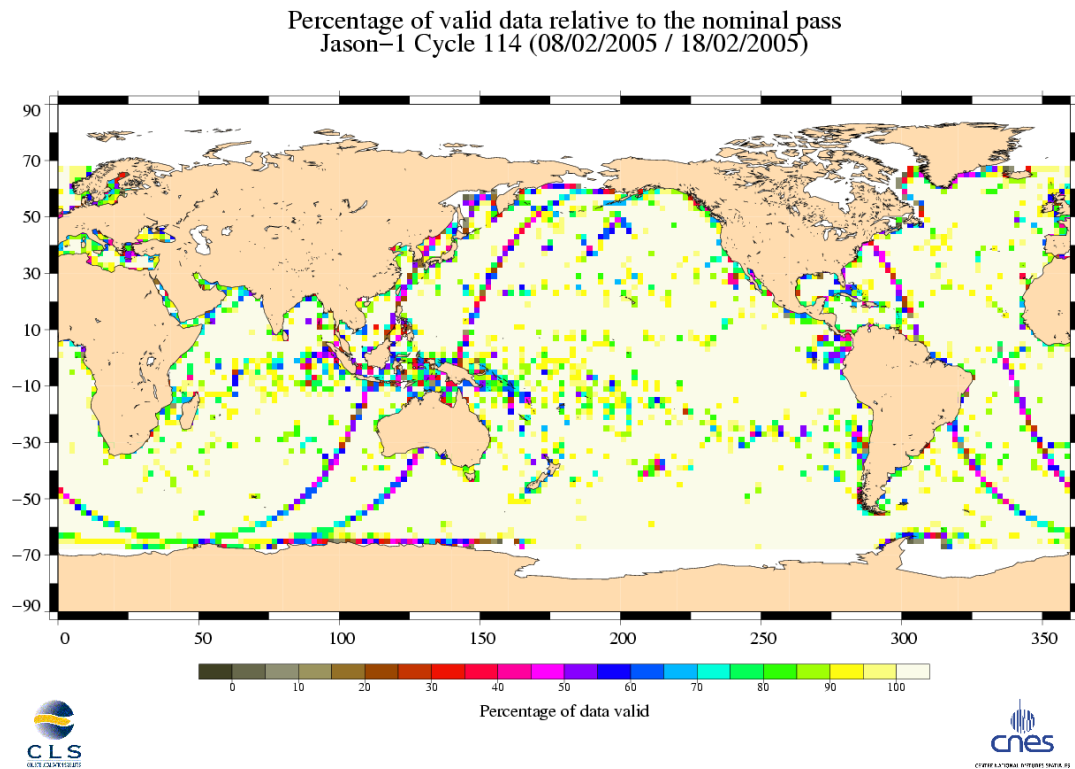 Percentage of valid data relative to the nominal pass
Jason−1 Cycle 114 (08/02/2005 / 18/02/2005)
90
70
50
30
10
−10
−30
−50
−70
−90
0 50 100 150 200 250 300 350
0 10 20 30 40 50 60 70 80 90 100
Percentage of data valid
CLS
cnes